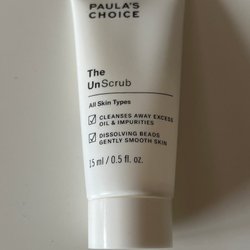 PAULA'S
CHOICE
The
UnScrub
All Skin Types
CLEANSES AWAY EXCESS
OIL & IMPURITIES
DISSOLVING BEADS
GENTLY SMOOTH SKIN
15 ml / 0.5 fl. oz.